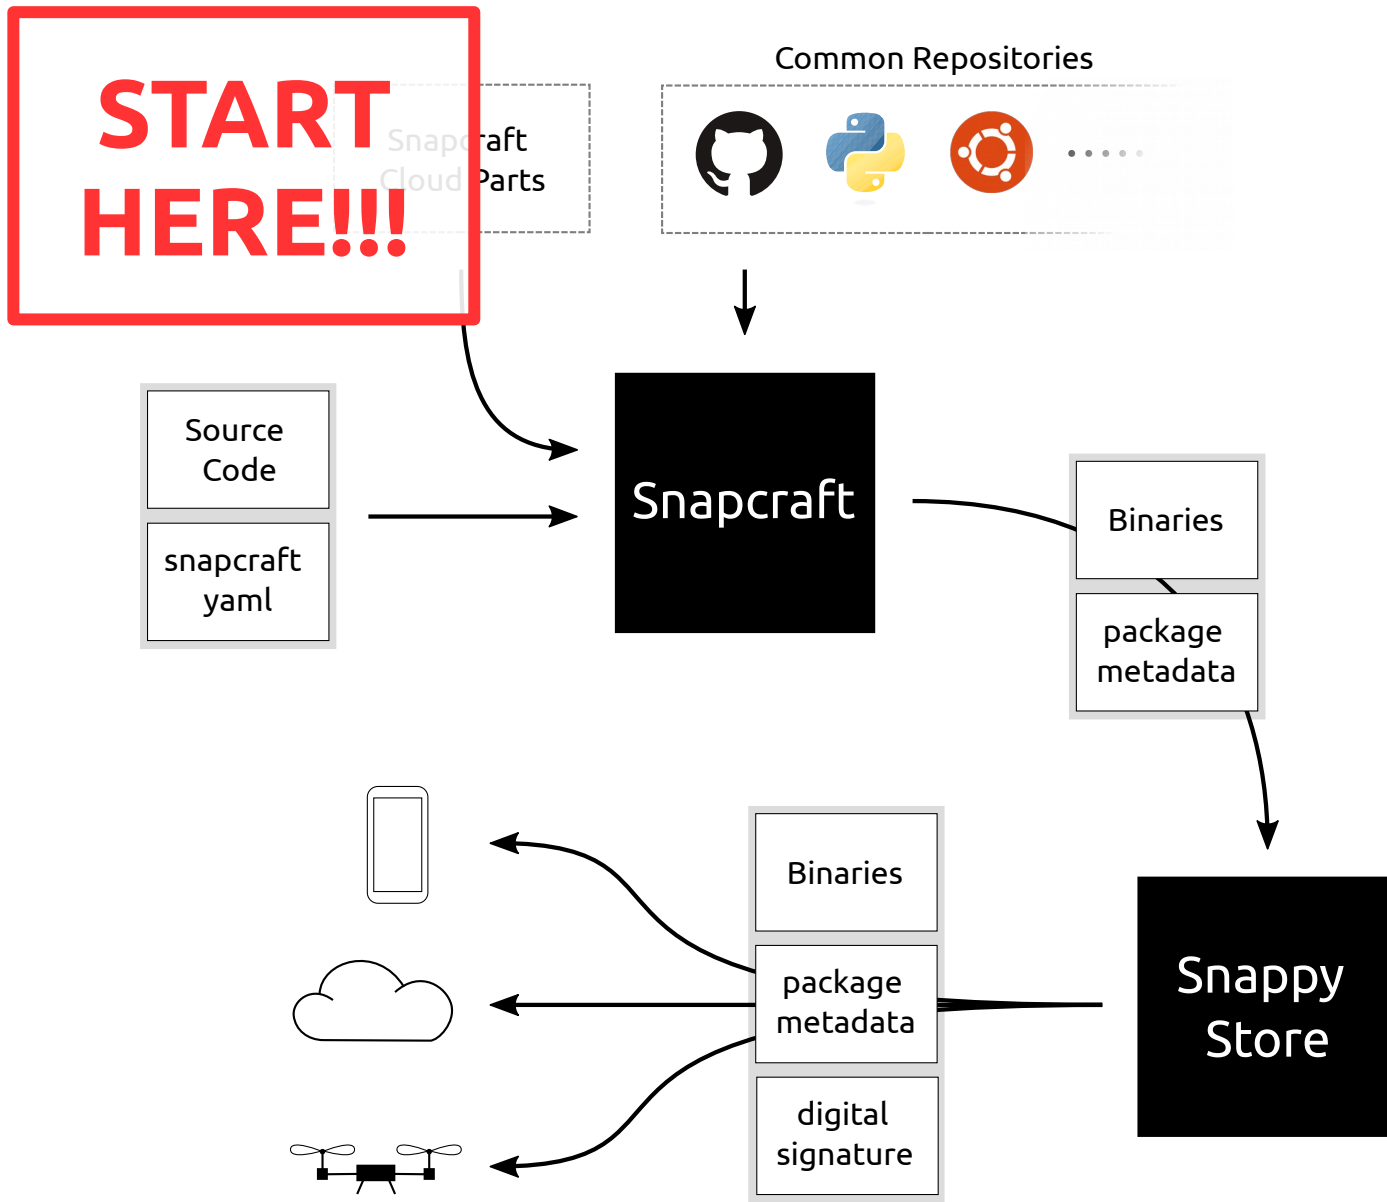 START
HERE!!!
Snapcraft
Cloud Parts
Common Repositories
Source
Code
snapcraft
yaml
Snapcraft
Binaries
package
metadata
Binaries
package
metadata
digital
signature
Snappy
Store